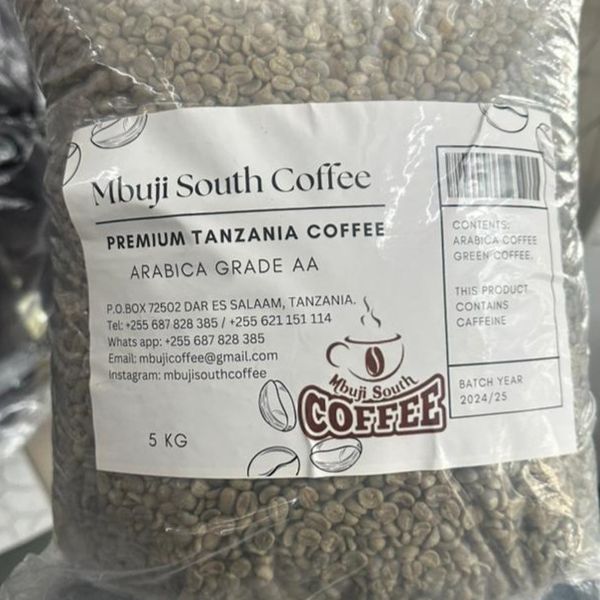 Mbuji South Coffee
PREMIUM TANZANIA COFFEE
ARABICA GRADE AA
P.O.BOX 72502 DAR ES SALAAM, TANZANIA.
Tel: +255 687 828 385 / +255 621 151 114
Whats app: +255 687 828 385
Email: mbujicoffee@gmail.com
Instagram: mbujisouthcoffee
5 KG
Mbuji South
COFFEE
CONTENTS:
ARABICA COFFEE
GREEN COFFEE.
THIS PRODUCT
CONTAINS
CAFFEINE
BATCH YEAR
2024/25